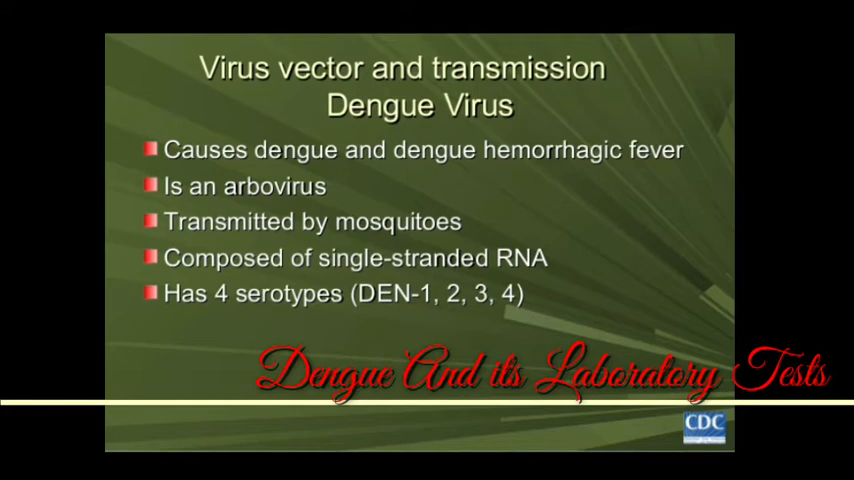 Virus vector and transmission
Dengue Virus
Causes dengue and dengue hemorrhagic fever
Is an arbovirus
Transmitted by mosquitoes
Composed of single-stranded RNA
Has 4 serotypes (DEN-1, 2, 3, 4)
Dengue And its Laboratory Tests
CDC